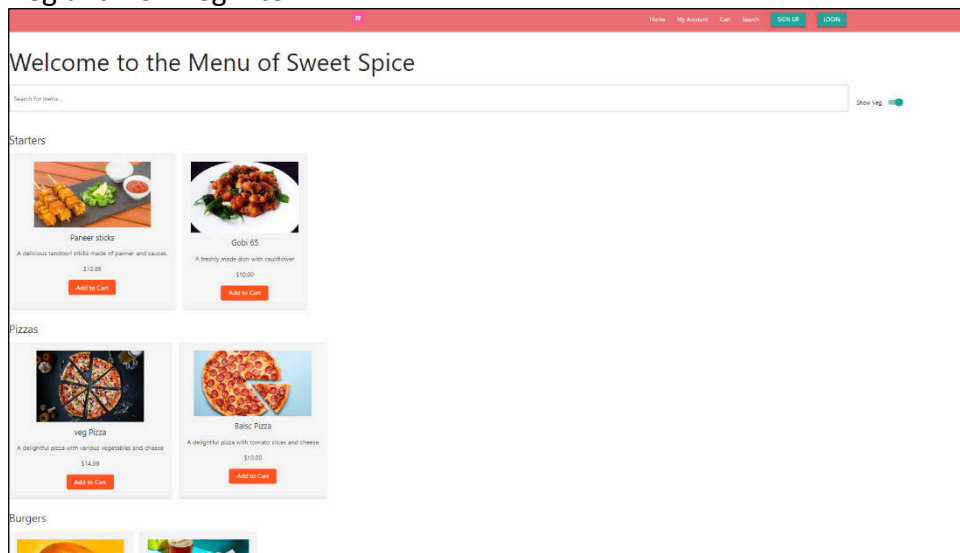 FT
Home My Account Cart Search SIGN UP LOGIN
Welcome to the Menu of Sweet Spice
Search for items...
Show Veg
Starters
Paneer sticks
A delicious tandoori sticks made of panner and sauces.
$12.99
Add to Cart
Gobi 65
A freshly made dish with cauliflower
$10.00
Add to Cart
Pizzas
veg Pizza
A delightful pizza with various vegetables and cheese
$14.99
Add to Cart
Baisc Pizza
A delightful pizza with tomato slices and cheese
$10.00
Add to Cart
Burgers